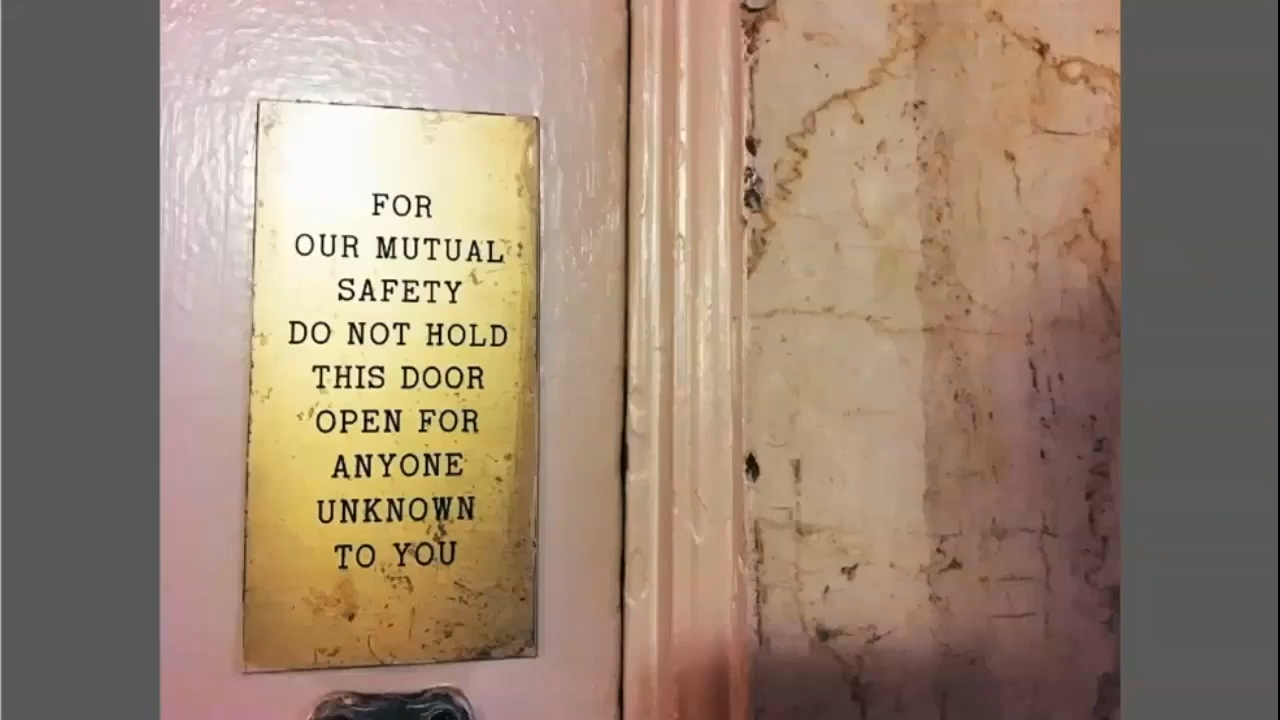 FOR
OUR MUTUAL
SAFETY
DO NOT HOLD
THIS DOOR
OPEN FOR
ANYONE
UNKNOWN
TO YOU